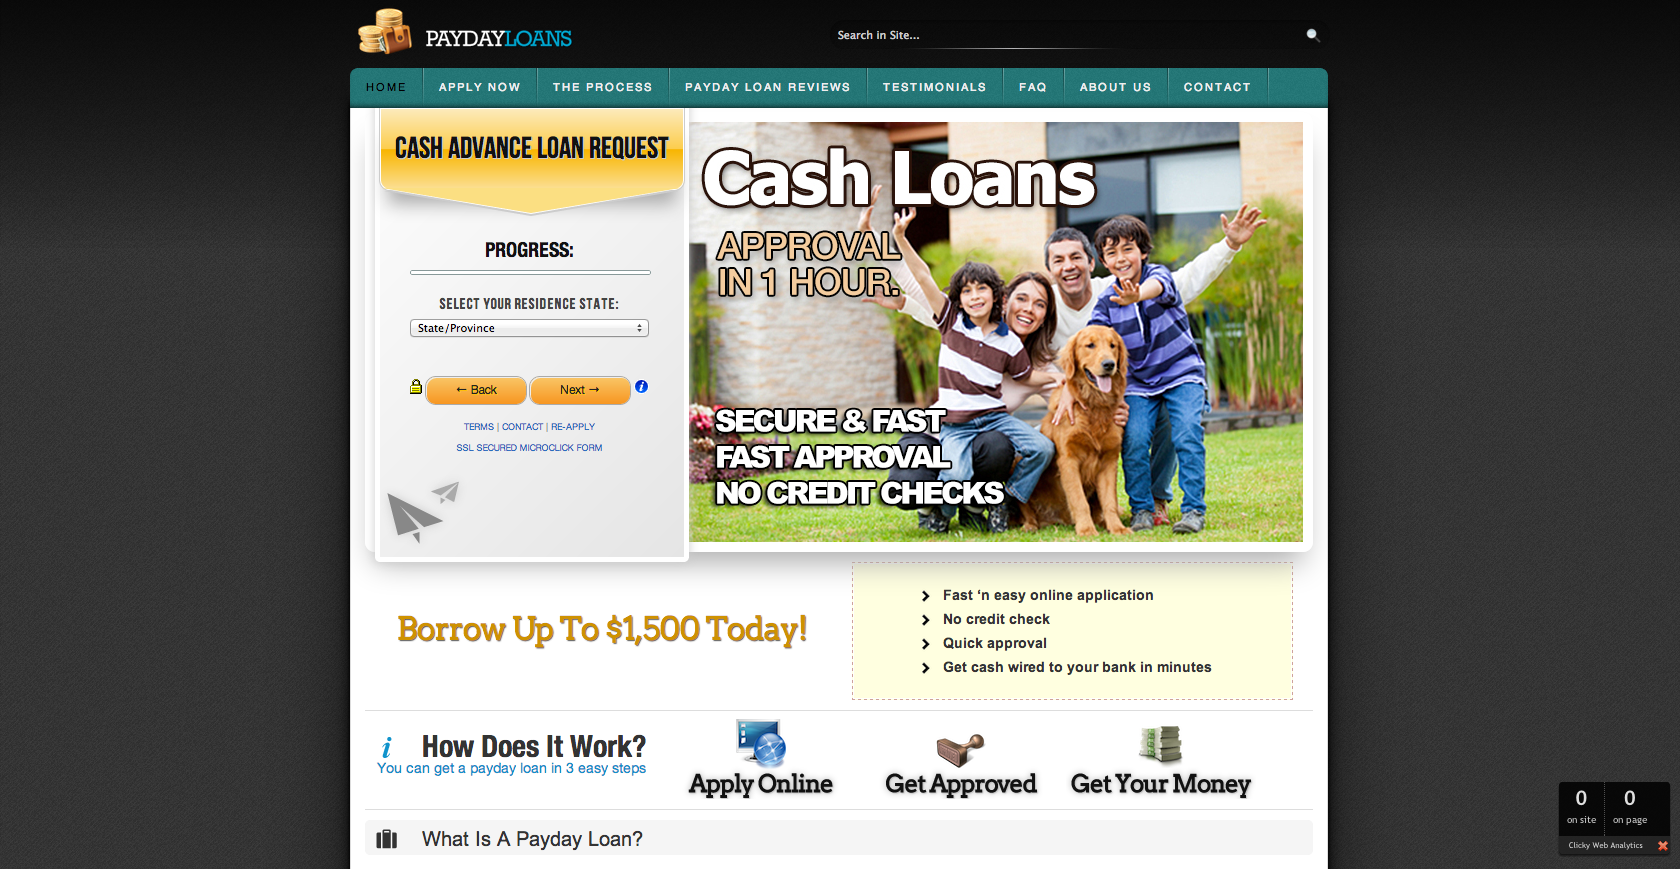 PAYDAYLOANS
Search in Site...
HOME
APPLY NOW
THE PROCESS
PAYDAY LOAN REVIEWS
TESTIMONIALS
FAQ
ABOUT US
CONTACT
CASH ADVANCE LOAN REQUEST
PROGRESS:
SELECT YOUR RESIDENCE STATE:
State/Province
← Back
Next →
TERMS | CONTACT | RE-APPLY
SSL SECURED MICROCLICK FORM
Cash Loans
APPROVAL
IN 1 HOUR.
SECURE & FAST
FAST APPROVAL
NO CREDIT CHECKS
Borrow Up To $1,500 Today!
Fast ‘n easy online application
No credit check
Quick approval
Get cash wired to your bank in minutes
How Does It Work?
You can get a payday loan in 3 easy steps
Apply Online
Get Approved
Get Your Money
What Is A Payday Loan?
0
on site
0
on page
Clicky Web Analytics